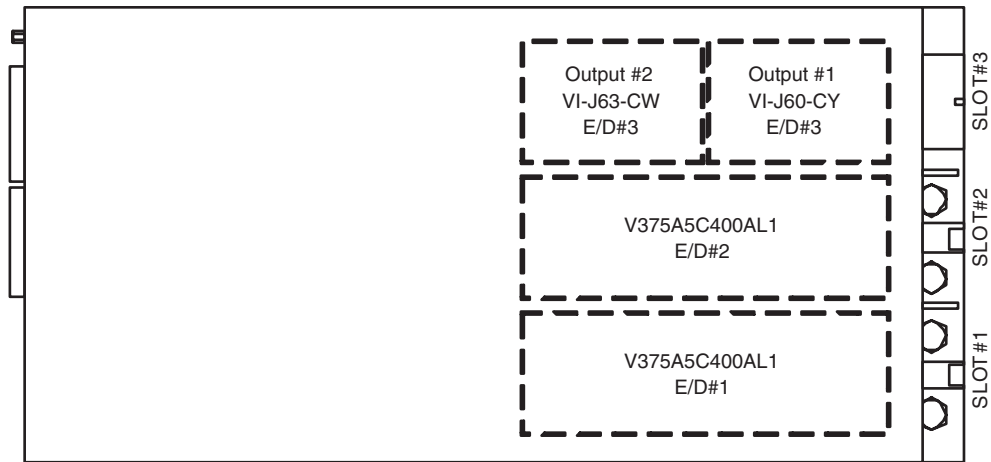 Output #2
VI-J63-CW
E/D#3
Output #1
VI-J60-CY
E/D#3
SLOT#3
V375A5C400AL1
E/D#2
SLOT#2
V375A5C400AL1
E/D#1
SLOT#1